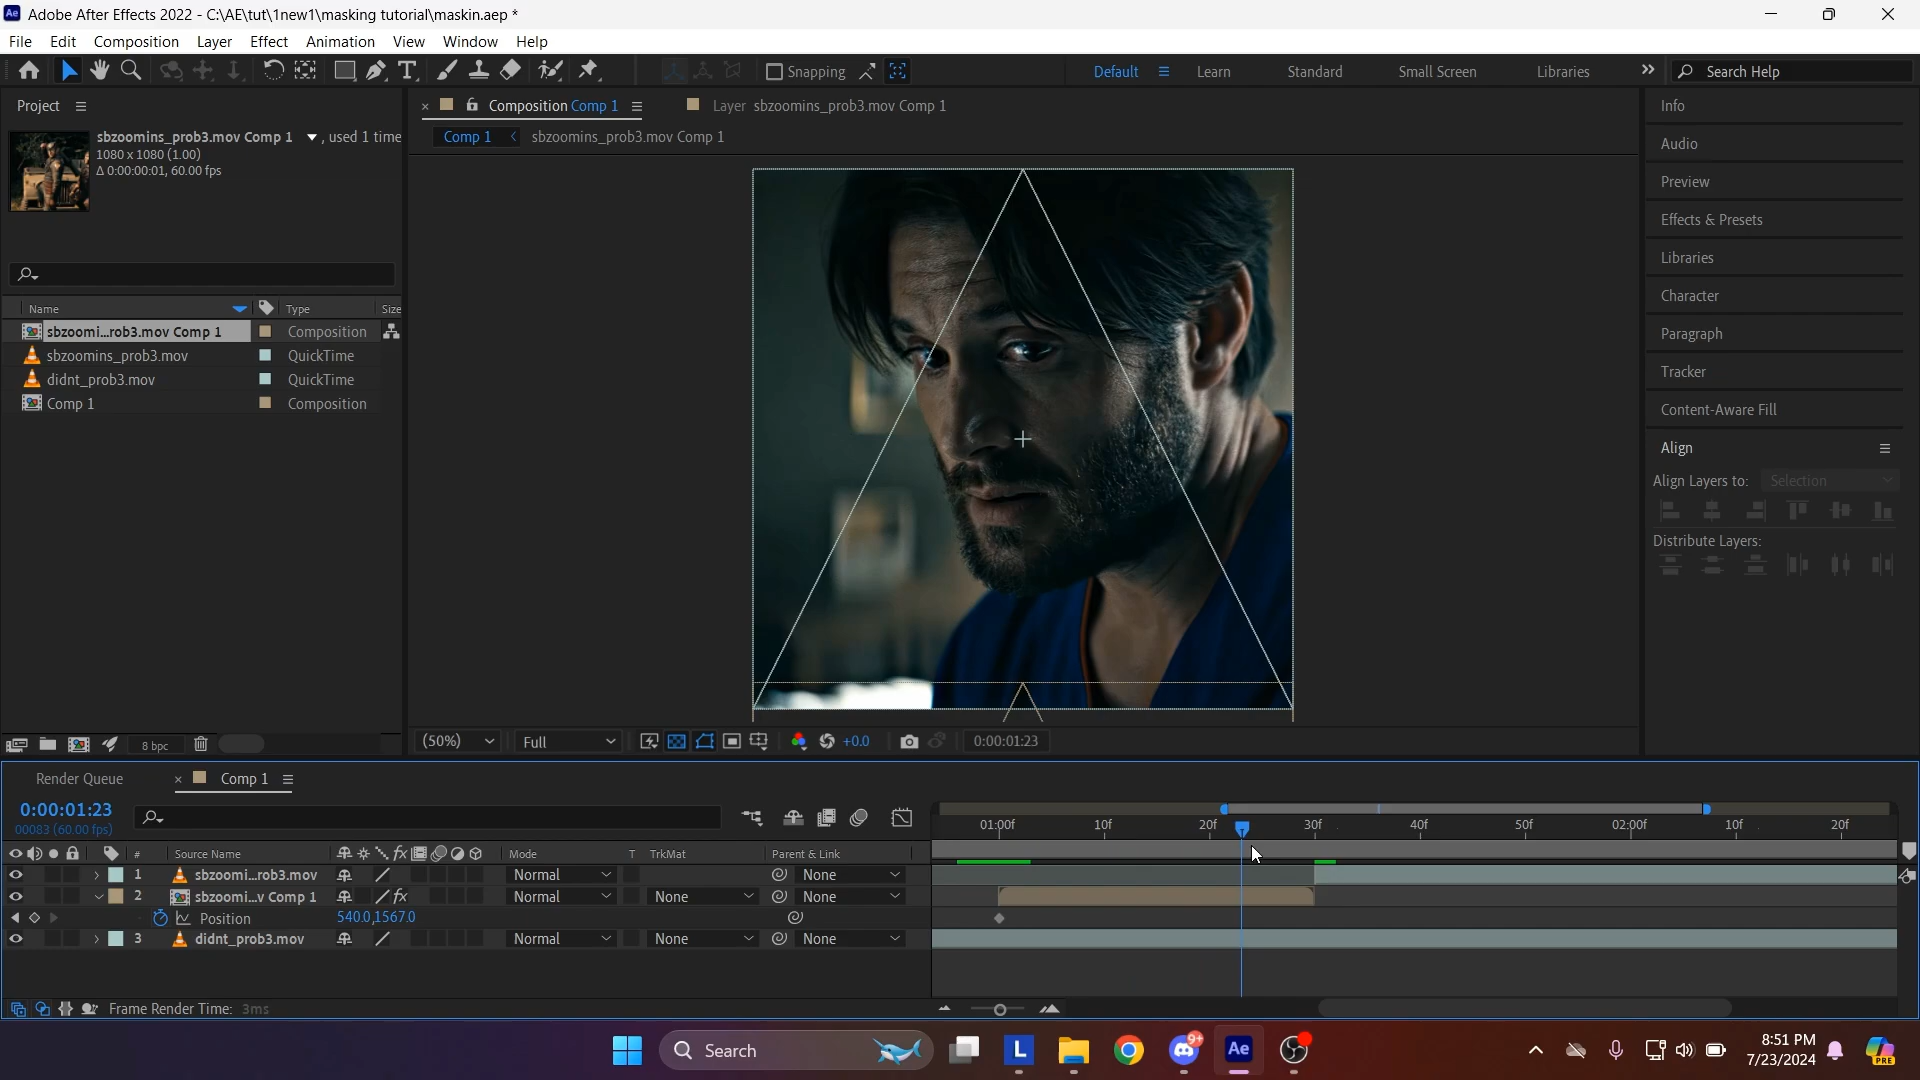 Adobe After Effects 2022 - C:\AE\tut\1new1\masking tutorial\maskin.aep *
File Edit Composition Layer Effect Animation View Window Help
Snapping Default Learn Standard Small Screen Libraries Search Help
Project
Composition Comp 1 Layer sbzoomins_prob3.mov Comp 1
Comp 1 sbzoomins_prob3.mov Comp 1
sbzoomins_prob3.mov Comp 1 , used 1 time
1080 x 1080 (1.00)
Δ 0:00:00:01, 60.00 fps
Name Type Size
sbzoomi...rob3.mov Comp 1 Composition
sbzoomins_prob3.mov QuickTime
didnt_prob3.mov QuickTime
Comp 1 Composition
8 bpc
(50%) Full +0.0 0:00:01:23
Info
Audio
Preview
Effects & Presets
Libraries
Character
Paragraph
Tracker
Content-Aware Fill
Align
Align Layers to: Selection
Distribute Layers:
Render Queue Comp 1
0:00:01:23
00083 (60.00 fps)
01:00f 10f 20f 30f 40f 50f 02:00f 10f 20f
# Source Name Mode T TrkMat Parent & Link
1 sbzoomi...rob3.mov Normal None
2 sbzoomi...v Comp 1 Normal None None
Position 540.0,1567.0
3 didnt_prob3.mov Normal None None
Frame Render Time: 3ms
Search L 9+ Ae PRE
8:51 PM
7/23/2024